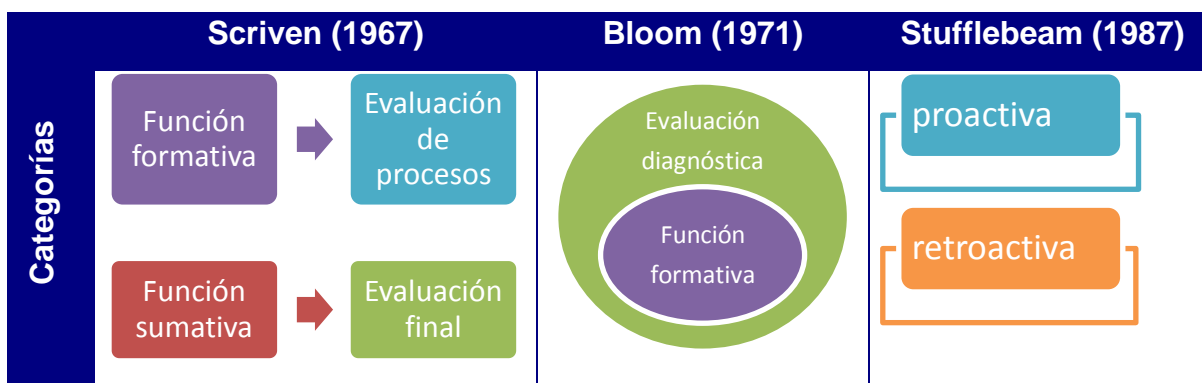 Scriven (1967)
Bloom (1971)
Stufflebeam (1987)
Categorías
Función
formativa
Evaluación
de
procesos
Función
sumativa
Evaluación
final
Evaluación
diagnóstica
Función
formativa
proactiva
retroactiva